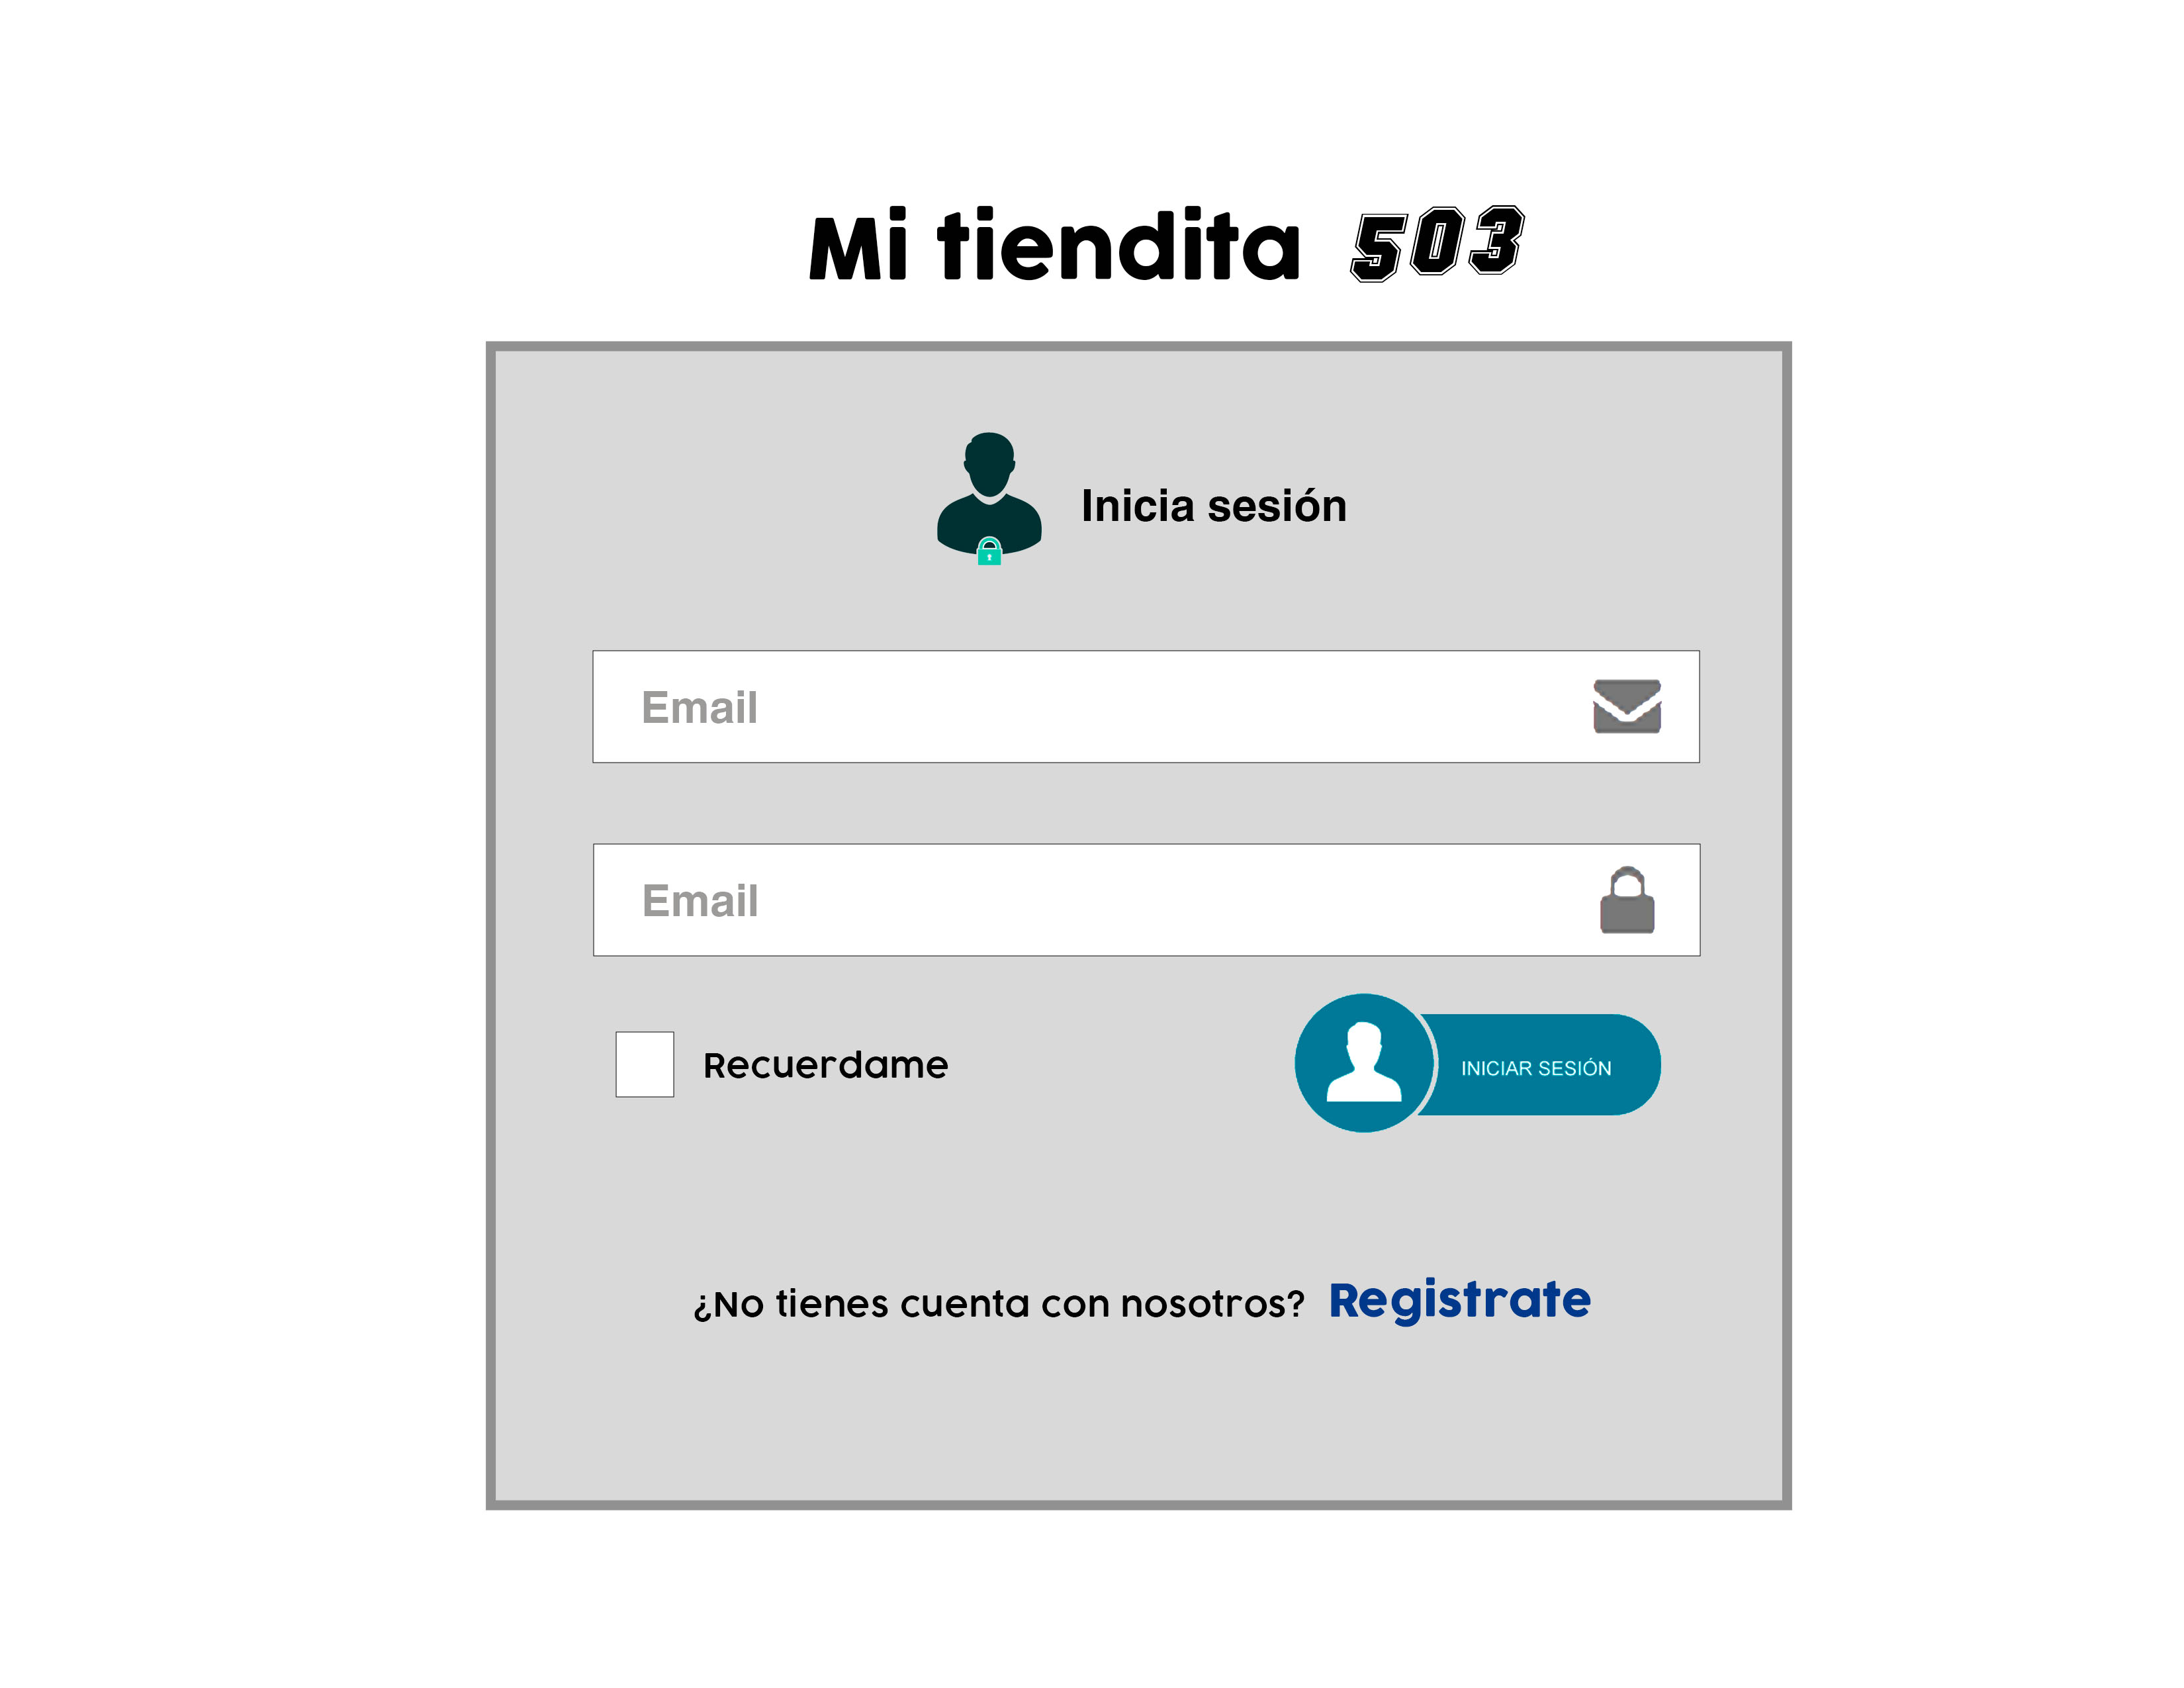 Mi tiendita 503
Inicia sesión
Email
Email
Recuerdame
INICIAR SESIÓN
¿No tienes cuenta con nosotros? Registrate